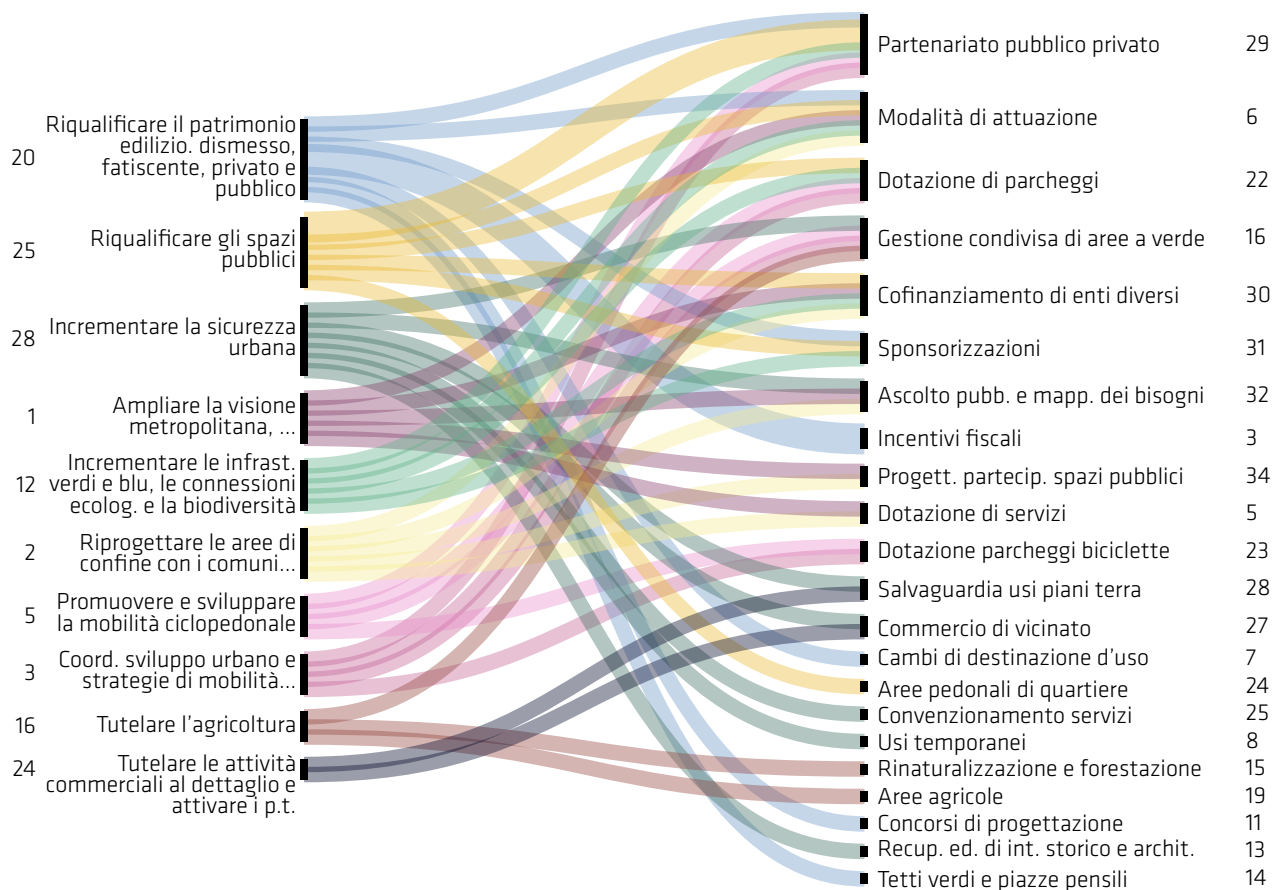 20
Riqualificare il patrimonio
edilizio. dismesso,
fatiscente, privato e
pubblico
25
Riqualificare gli spazi
pubblici
28
Incrementare la sicurezza
urbana
1
Ampliare la visione
metropolitana, ...
12
Incrementare le infrast.
verdi e blu, le connessioni
ecolog. e la biodiversità
2
Riprogettare le aree di
confine con i comuni...
5
Promuovere e sviluppare
la mobilità ciclopedonale
3
Coord. sviluppo urbano e
strategie di mobilità...
16
Tutelare l'agricoltura
24
Tutelare le attività
commerciali al dettaglio e
attivare i p.t.
Partenariato pubblico privato 29
Modalità di attuazione 6
Dotazione di parcheggi 22
Gestione condivisa di aree a verde 16
Cofinanziamento di enti diversi 30
Sponsorizzazioni 31
Ascolto pubb. e mapp. dei bisogni 32
Incentivi fiscali 3
Progett. partecip. spazi pubblici 34
Dotazione di servizi 5
Dotazione parcheggi biciclette 23
Salvaguardia usi piani terra 28
Commercio di vicinato 27
Cambi di destinazione d'uso 7
Aree pedonali di quartiere 24
Convenzionamento servizi 25
Usi temporanei 8
Rinaturalizzazione e forestazione 15
Aree agricole 19
Concorsi di progettazione 11
Recup. ed. di int. storico e archit. 13
Tetti verdi e piazze pensili 14